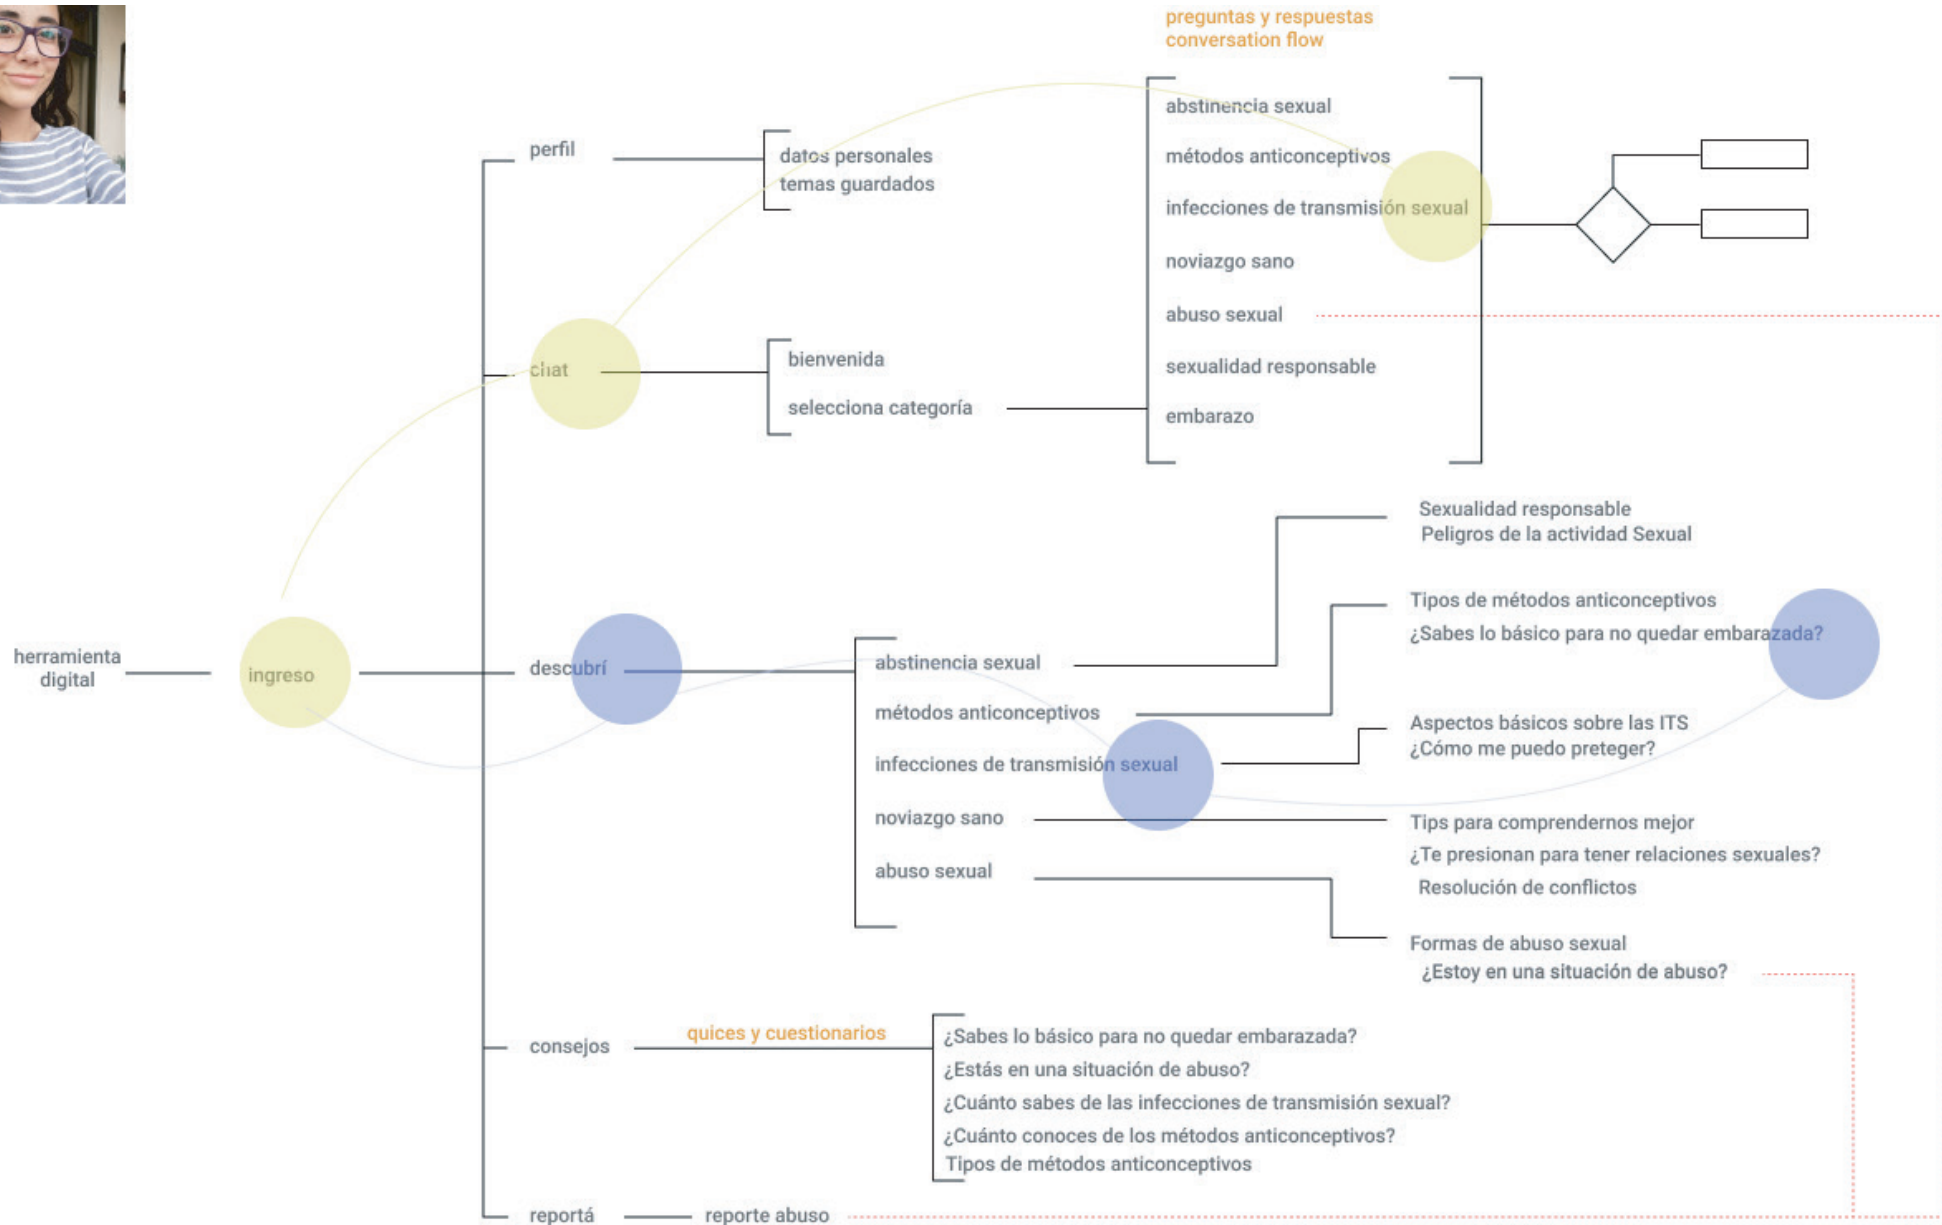 preguntas y respuestas
conversation flow
abstinencia sexual
métodos anticonceptivos
infecciones de transmisión sexual
noviazgo sano
abuso sexual
sexualidad responsable
embarazo
perfil
datos personales
temas guardados
chat
bienvenida
selecciona categoría
herramienta
digital
ingreso
descubrí
abstinencia sexual
métodos anticonceptivos
infecciones de transmisión sexual
noviazgo sano
abuso sexual
Sexualidad responsable
Peligros de la actividad Sexual
Tipos de métodos anticonceptivos
¿Sabes lo básico para no quedar embarazada?
Aspectos básicos sobre las ITS
¿Cómo me puedo preteger?
Tips para comprendernos mejor
¿Te presionan para tener relaciones sexuales?
Resolución de conflictos
Formas de abuso sexual
¿Estoy en una situación de abuso?
consejos
quices y cuestionarios
¿Sabes lo básico para no quedar embarazada?
¿Estás en una situación de abuso?
¿Cuánto sabes de las infecciones de transmisión sexual?
¿Cuánto conoces de los métodos anticonceptivos?
Tipos de métodos anticonceptivos
reportá
reporte abuso